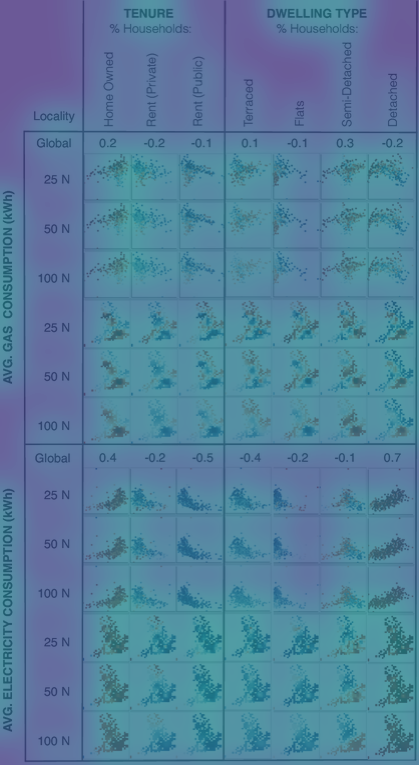 TENURE
% Households:
DWELLING TYPE
% Households:
Locality
Home Owned
Rent (Private)
Rent (Public)
Terraced
Flats
Semi-Detached
Detached
AVG. GAS CONSUMPTION (kWh)
Global 0.2 -0.2 -0.1 0.1 -0.1 0.3 -0.2
25 N
50 N
100 N
25 N
50 N
100 N
AVG. ELECTRICITY CONSUMPTION (kWh)
Global 0.4 -0.2 -0.5 -0.4 -0.2 -0.1 0.7
25 N
50 N
100 N
25 N
50 N
100 N